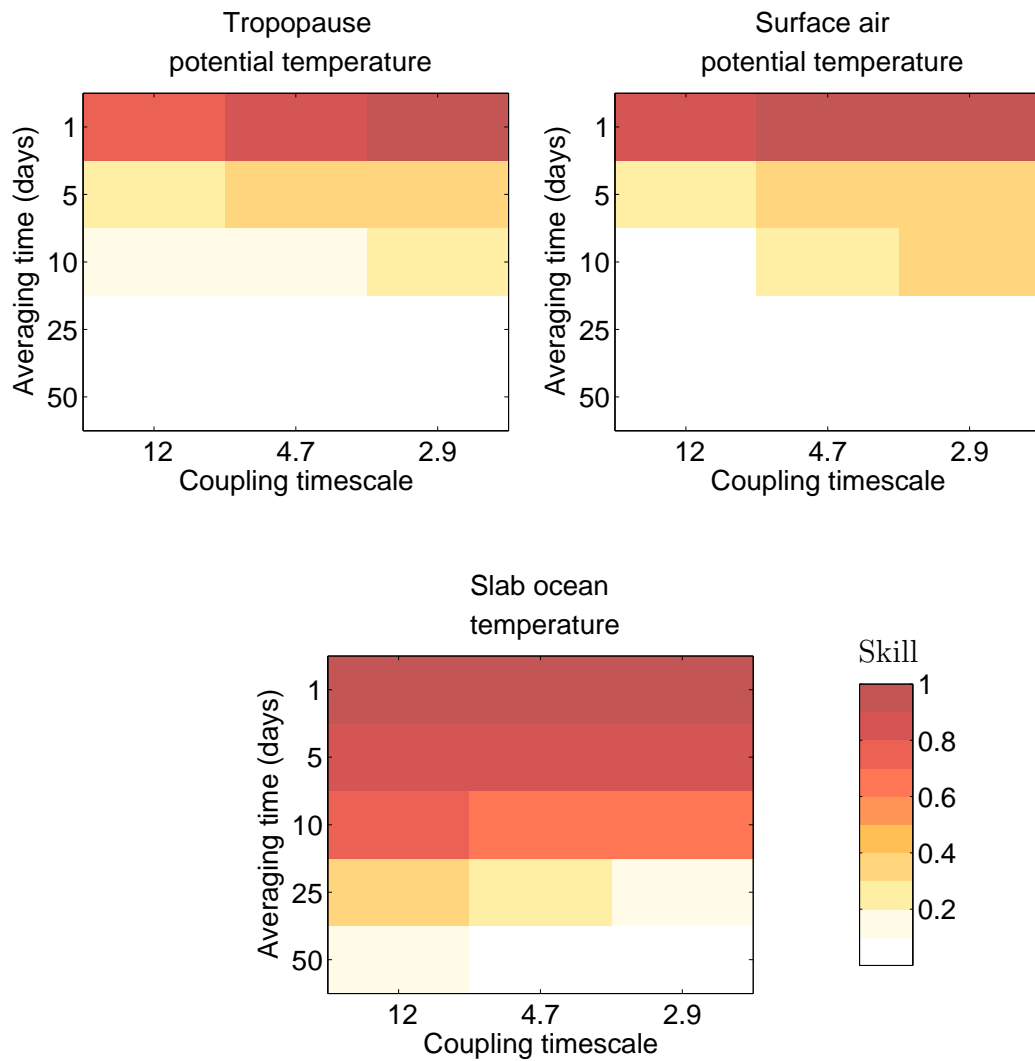 Tropopause
potential temperature
Averaging time (days)
1
5
10
25
50
12 4.7 2.9
Coupling timescale
Surface air
potential temperature
Averaging time (days)
1
5
10
25
50
12 4.7 2.9
Coupling timescale
Slab ocean
temperature
Averaging time (days)
1
5
10
25
50
12 4.7 2.9
Coupling timescale
Skill
1
0.8
0.6
0.4
0.2